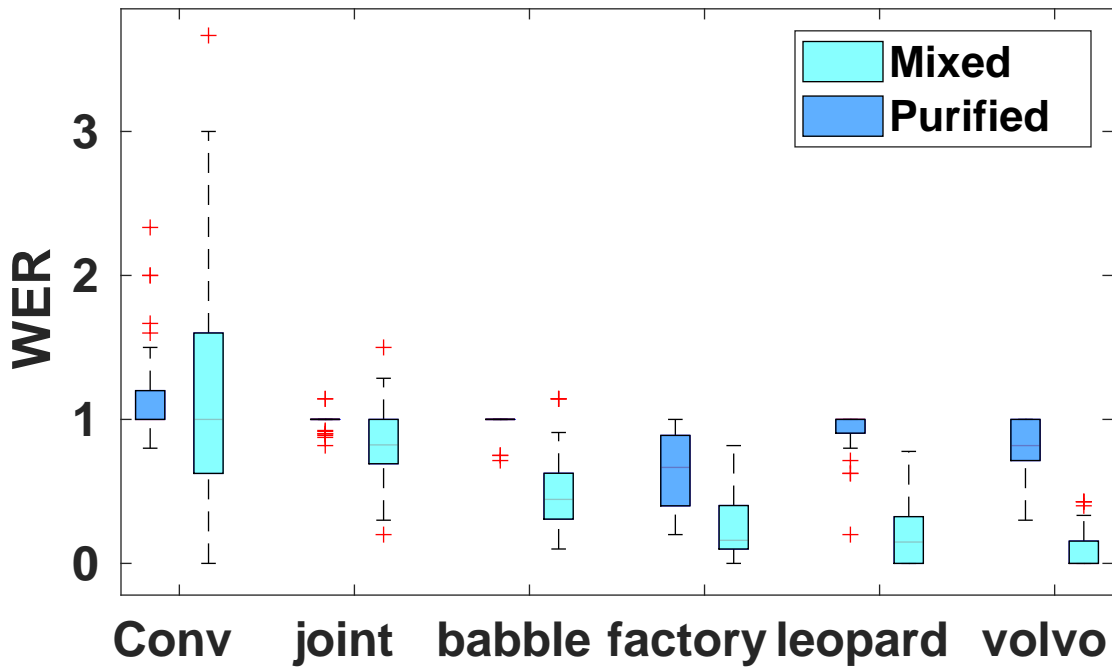 Mixed
Purified
3
2
1
0
WER
Conv joint babble factory leopard volvo